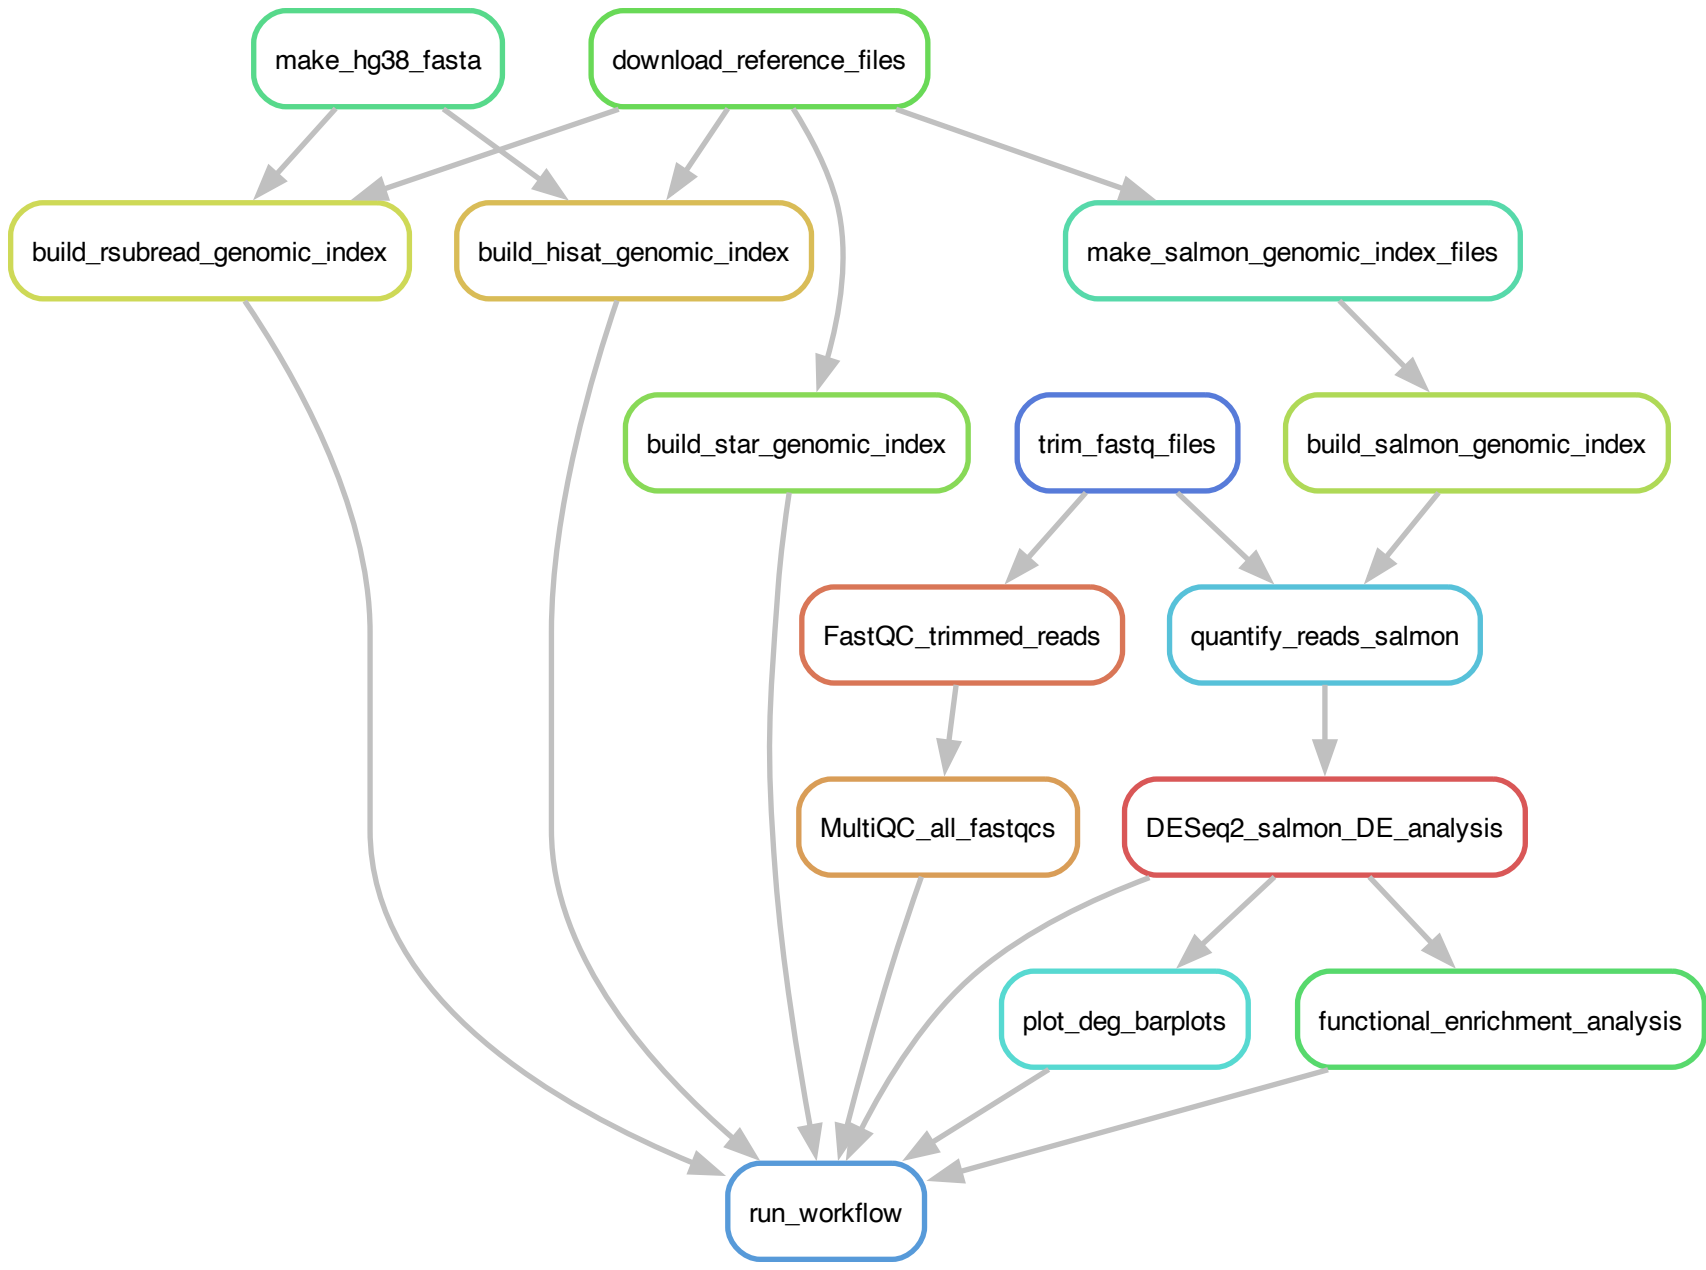 make_hg38_fasta
download_reference_files
build_rsubread_genomic_index
build_hisat_genomic_index
make_salmon_genomic_index_files
build_star_genomic_index
trim_fastq_files
build_salmon_genomic_index
FastQC_trimmed_reads
quantify_reads_salmon
MultiQC_all_fastqcs
DESeq2_salmon_DE_analysis
plot_deg_barplots
functional_enrichment_analysis
run_workflow